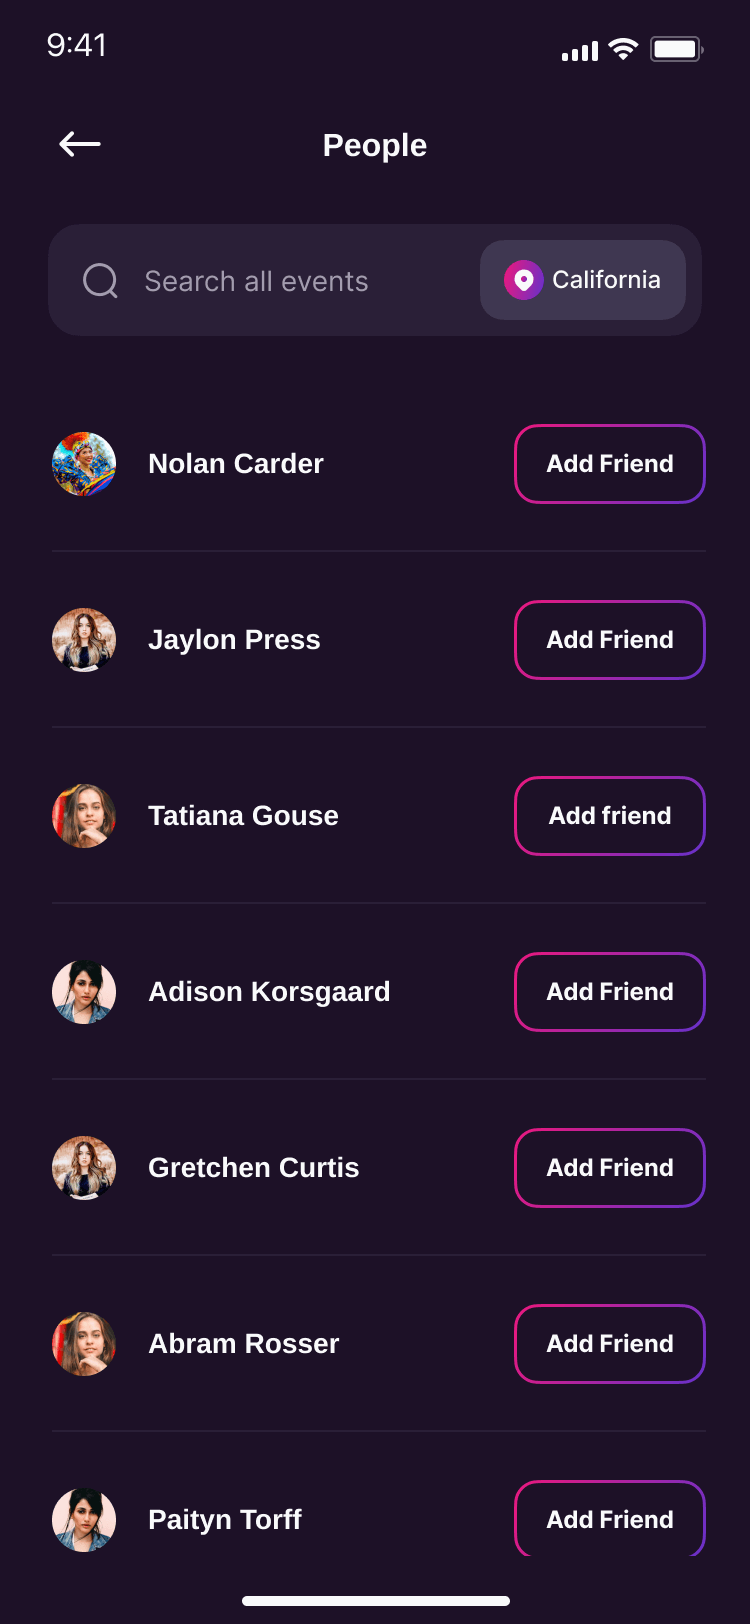 9:41
People
Search all events
California
Nolan Carder
Add Friend
Jaylon Press
Add Friend
Tatiana Gouse
Add friend
Adison Korsgaard
Add Friend
Gretchen Curtis
Add Friend
Abram Rosser
Add Friend
Paityn Torff
Add Friend